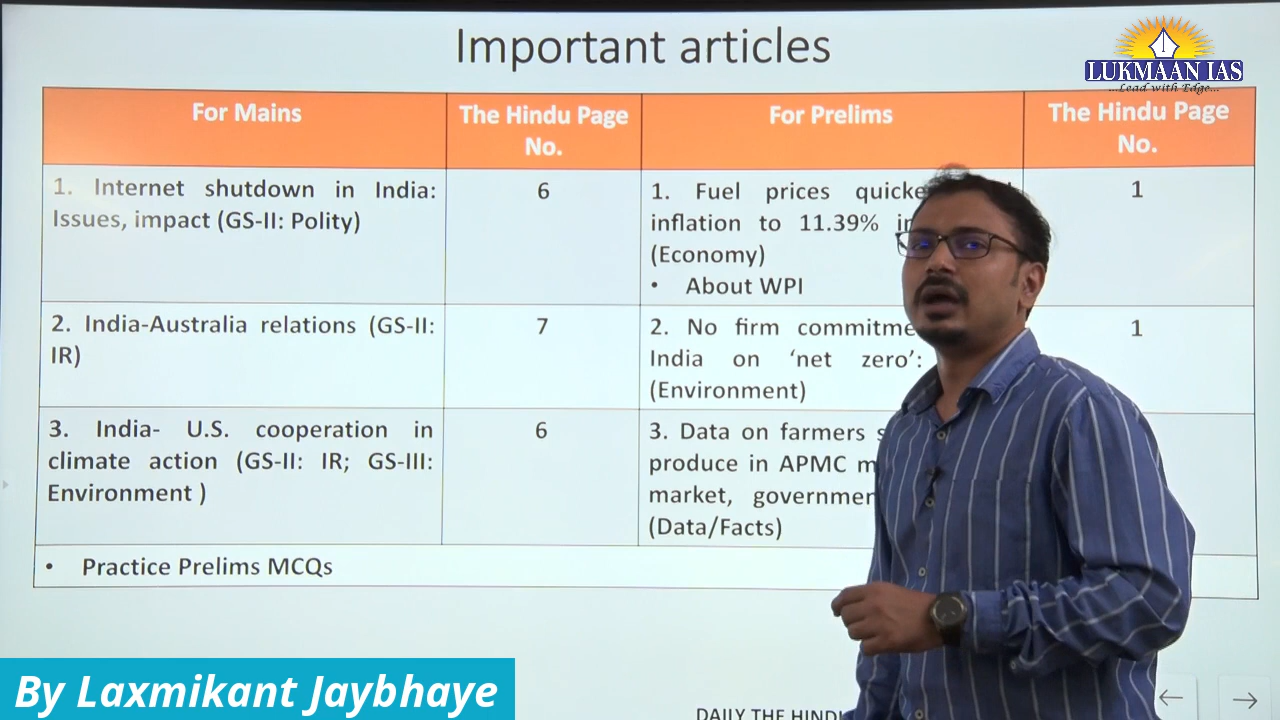 Important articles
LUKMAAN IAS
...Lead with Edge...
For Mains
The Hindu Page
No.
For Prelims
The Hindu Page
No.
1. Internet shutdown in India:
Issues, impact (GS-II: Polity)
6
1. Fuel prices
inflation to 11.39%
(Economy)
• About WPI
1
2. India-Australia relations (GS-II:
IR)
7
2. No firm
India on ‘net zero’:
(Environment)
1
3. India- U.S. cooperation in
climate action (GS-II: IR; GS-III:
Environment )
6
3. Data on farmers
produce in APMC
market,
(Data/Facts)
• Practice Prelims MCQs
By Laxmikant Jaybhaye
DAILY THE